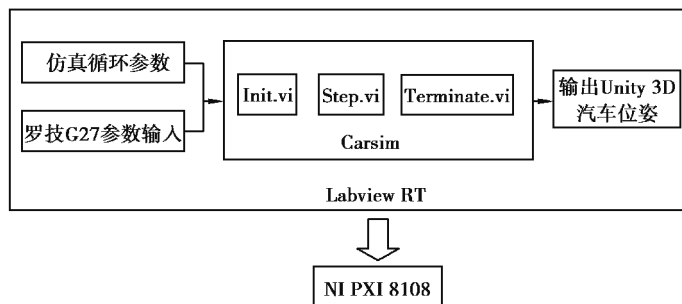 仿真循环参数
罗技G27参数输入
Init.vi
Step.vi
Terminate.vi
Carsim
输出Unity 3D
汽车位姿
Labview RT
NI PXI 8108